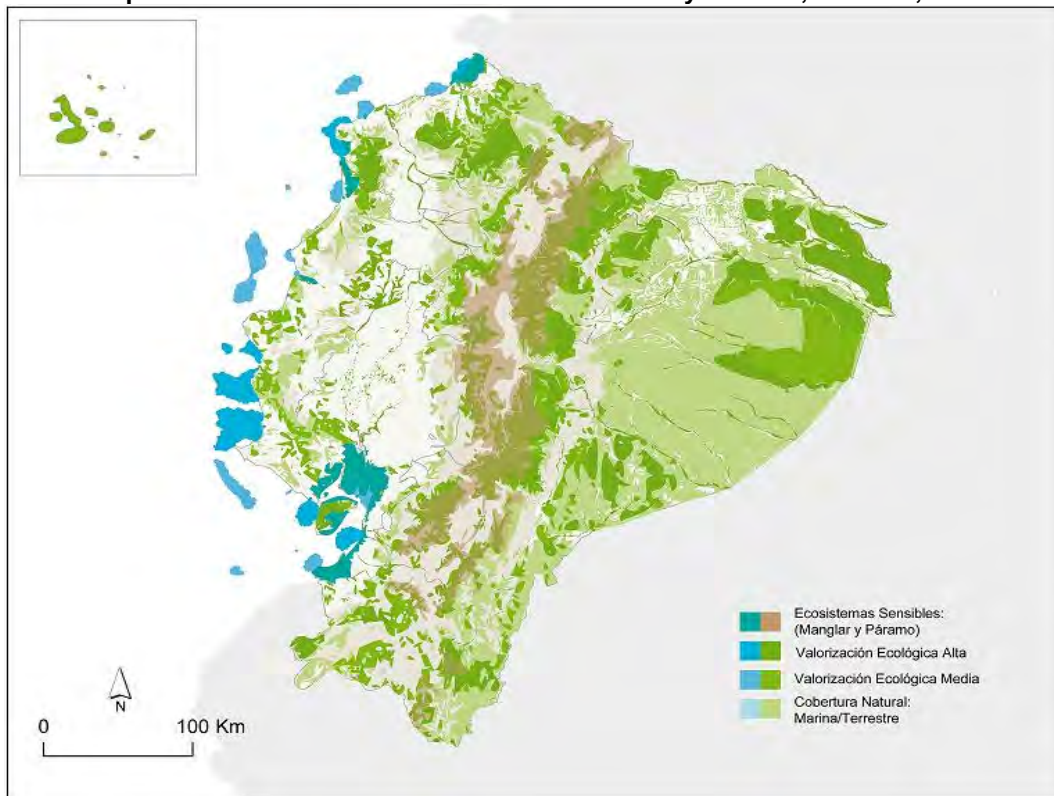 Ecosistemas Sensibles:
(Manglar y Páramo)
Valorización Ecológica Alta
Valorización Ecológica Media
Cobertura Natural:
Marina/Terrestre
N
0 100 Km